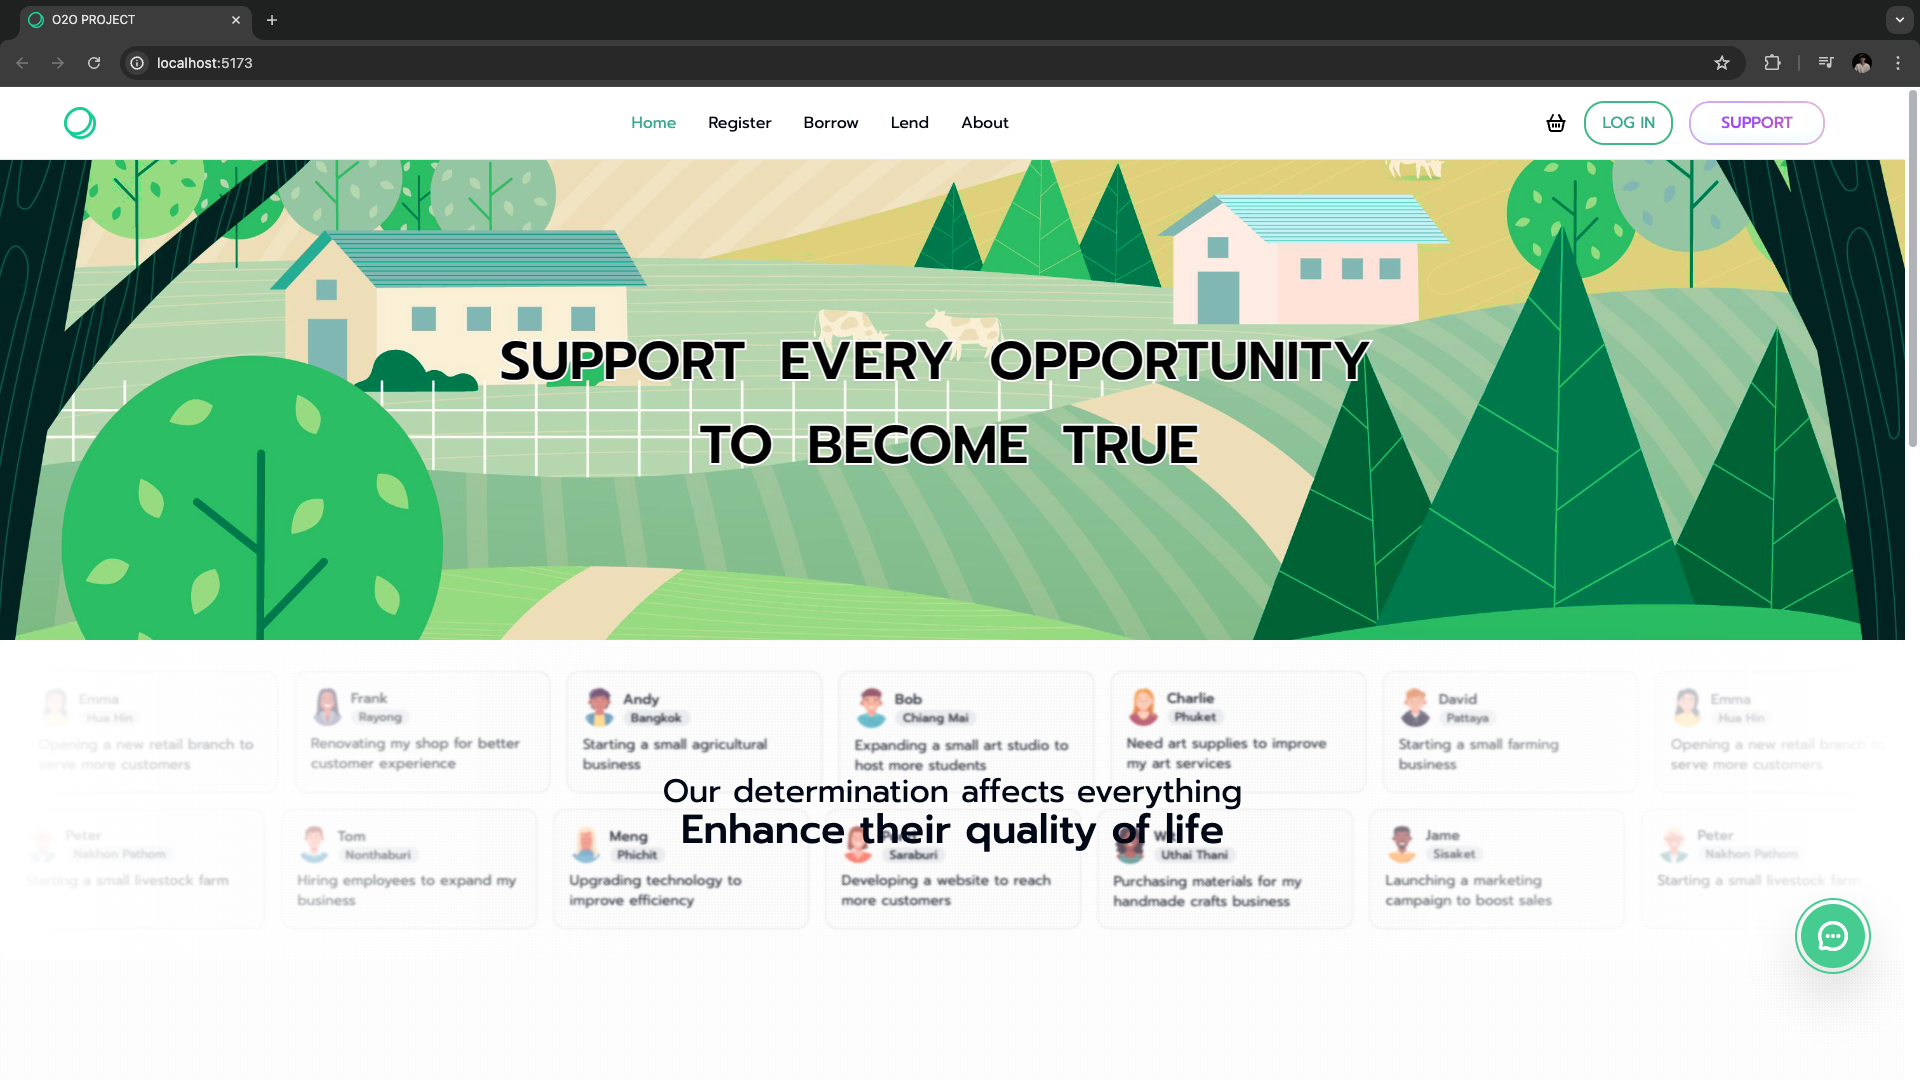 O2O PROJECT
localhost:5173
Home Register Borrow Lend About LOG IN SUPPORT
SUPPORT EVERY OPPORTUNITY
TO BECOME TRUE
Emma
Hua Hin
Opening a new retail branch to
serve more customers
Frank
Rayong
Renovating my shop for better
customer experience
Andy
Bangkok
Starting a small agricultural
business
Bob
Chiang Mai
Expanding a small art studio to
host more students
Charlie
Phuket
Need art supplies to improve
my art services
David
Pattaya
Starting a small farming
business
Emma
Hua Hin
Opening a new retail branch to
serve more customers
Our determination affects everything
Enhance their quality of life
Peter
Nakhon Pathom
Starting a small livestock farm
Tom
Nonthaburi
Hiring employees to expand my
business
Meng
Phichit
Upgrading technology to
improve efficiency
Saraburi
Developing a website to reach
more customers
Uthai Thani
Purchasing materials for my
handmade crafts business
Jame
Sisaket
Launching a marketing
campaign to boost sales
Peter
Nakhon Pathom
Starting a small livestock farm